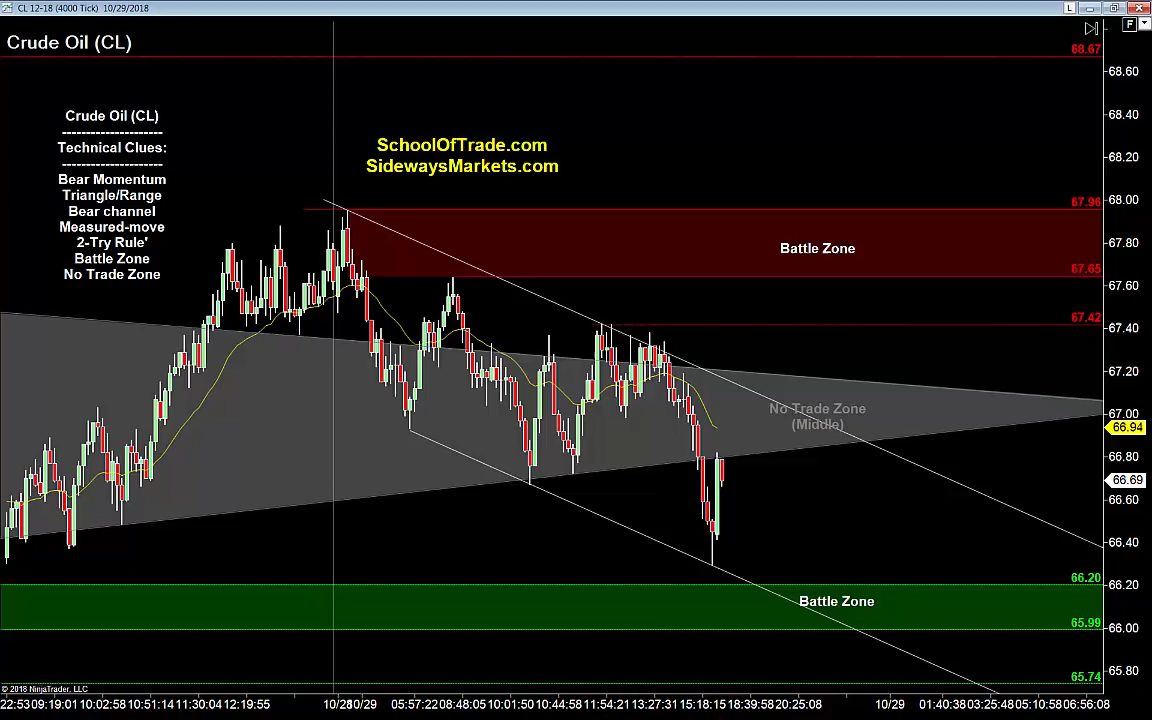 CL 12-18 (4000 Tick) 10/29/2018
L
F
Crude Oil (CL)
68.67
68.60
Crude Oil (CL)
---------------------
Technical Clues:
---------------------
Bear Momentum
Triangle/Range
Bear channel
Measured-move
2-Try Rule'
Battle Zone
No Trade Zone
SchoolOfTrade.com
SidewaysMarkets.com
68.40
68.20
68.00
67.96
Battle Zone
67.80
67.65
67.60
67.42
67.40
67.20
No Trade Zone
(Middle)
67.00
66.94
66.80
66.69
66.60
66.40
66.20
66.20
Battle Zone
65.99
66.00
65.80
65.74
© 2018 NinjaTrader, LLC
22:53 09:19:01 10:02:58 10:51:14 11:30:04 12:19:55 10/28 10/29 05:57:22 08:48:05 10:01:50 10:44:58 11:54:21 13:27:31 15:18:15 18:39:58 20:25:08 10/29 01:40:38 03:25:48 05:10:58 06:56:08